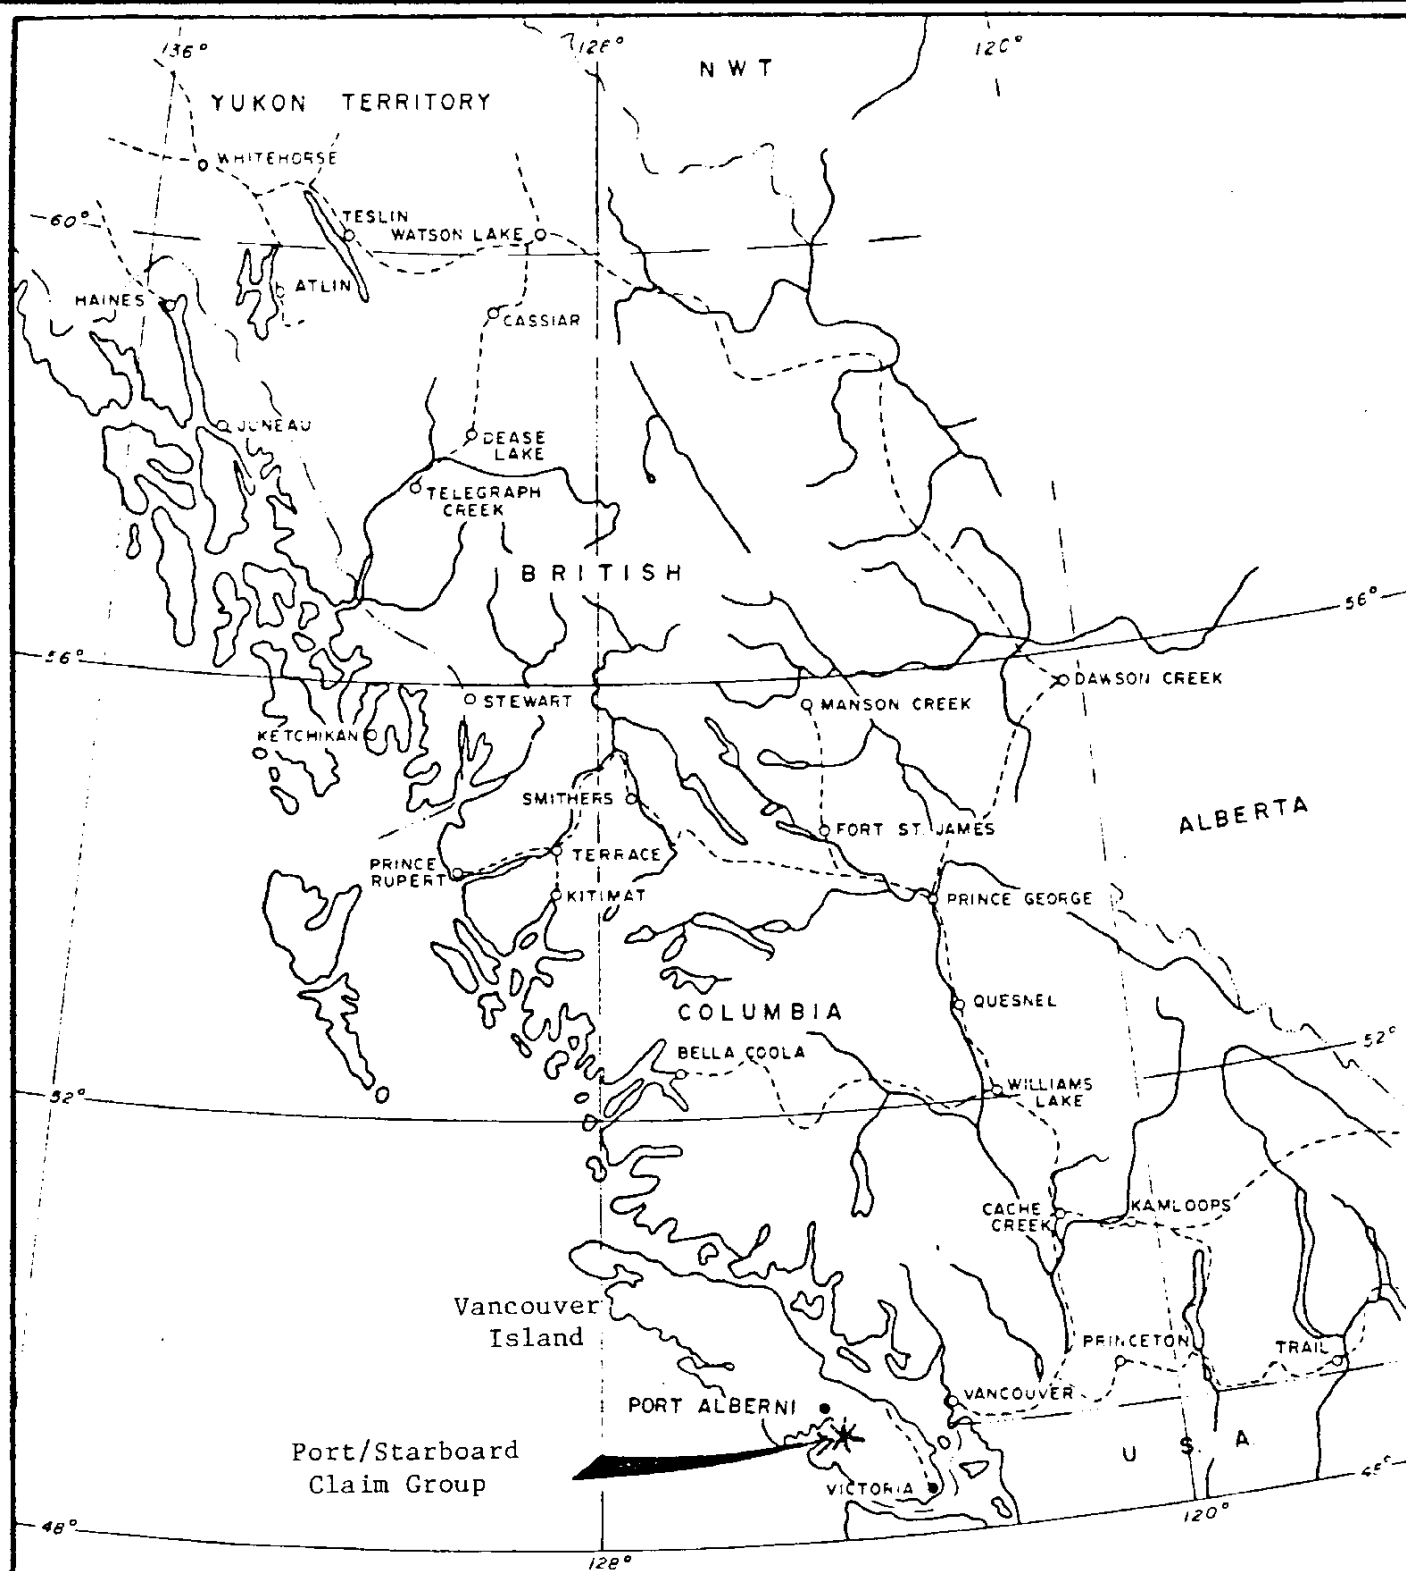 136°
128°
120°
NWT
YUKON TERRITORY
WHITEHORSE
60°
TESLIN
WATSON LAKE
ATLIN
HAINES
CASSIAR
JUNEAU
DEASE
LAKE
TELEGRAPH
CREEK
BRITISH
56°
56°
STEWART
MANSON CREEK
DAWSON CREEK
KETCHIKAN
SMITHERS
FORT ST. JAMES
ALBERTA
TERRACE
PRINCE
RUPERT
KITIMAT
PRINCE GEORGE
QUESNEL
COLUMBIA
BELLA COOLA
52°
52°
WILLIAMS
LAKE
CACHE
CREEK
KAMLOOPS
Vancouver
Island
PRINCETON
TRAIL
VANCOUVER
PORT ALBERNI
Port/Starboard
Claim Group
U S A
VICTORIA
48°
120°
128°